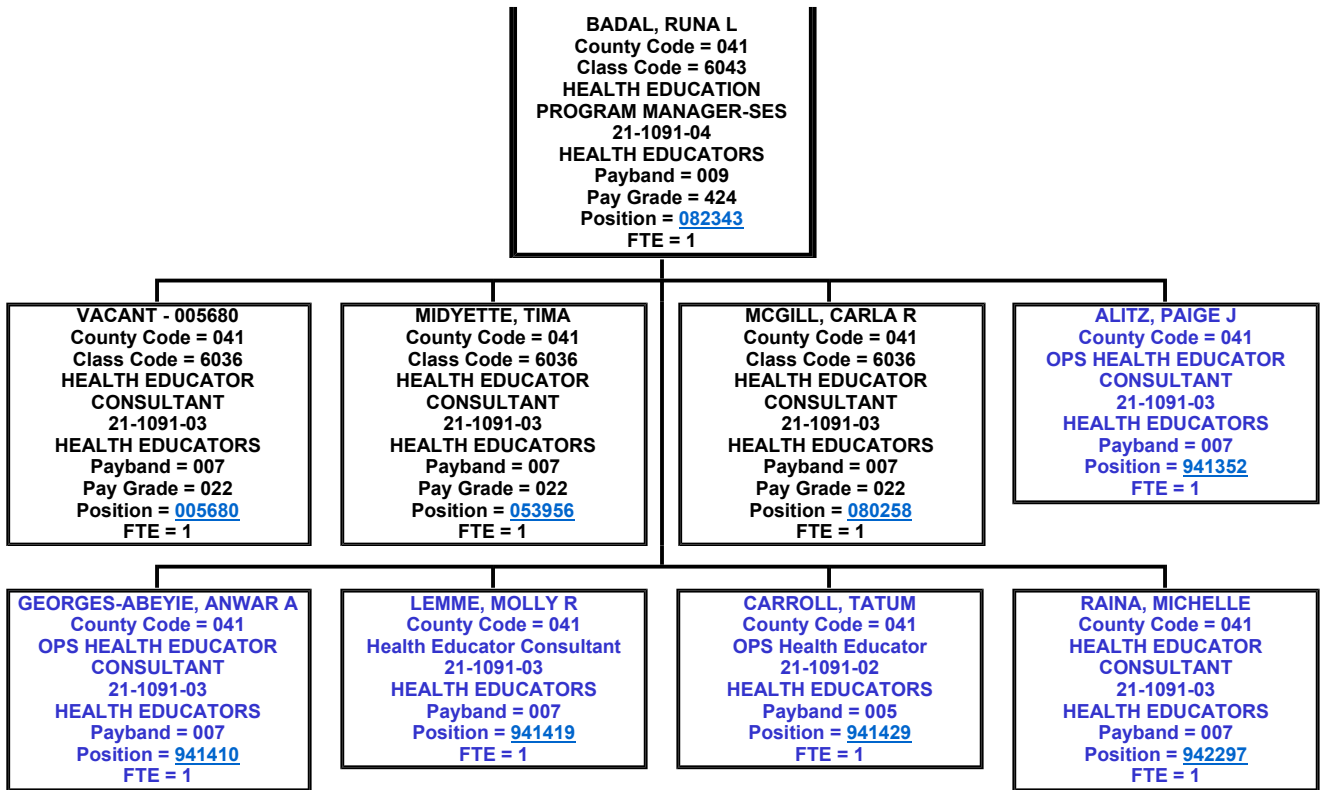 BADAL, RUNA L
County Code = 041
Class Code = 6043
HEALTH EDUCATION
PROGRAM MANAGER-SES
21-1091-04
HEALTH EDUCATORS
Payband = 009
Pay Grade = 424
Position = 082343
FTE = 1
VACANT - 005680
County Code = 041
Class Code = 6036
HEALTH EDUCATOR
CONSULTANT
21-1091-03
HEALTH EDUCATORS
Payband = 007
Pay Grade = 022
Position = 005680
FTE = 1
MIDYETTE, TIMA
County Code = 041
Class Code = 6036
HEALTH EDUCATOR
CONSULTANT
21-1091-03
HEALTH EDUCATORS
Payband = 007
Pay Grade = 022
Position = 053956
FTE = 1
MCGILL, CARLA R
County Code = 041
Class Code = 6036
HEALTH EDUCATOR
CONSULTANT
21-1091-03
HEALTH EDUCATORS
Payband = 007
Pay Grade = 022
Position = 080258
FTE = 1
ALITZ, PAIGE J
County Code = 041
OPS HEALTH EDUCATOR
CONSULTANT
21-1091-03
HEALTH EDUCATORS
Payband = 007
Position = 941352
FTE = 1
GEORGES-ABEYIE, ANWAR A
County Code = 041
OPS HEALTH EDUCATOR
CONSULTANT
21-1091-03
HEALTH EDUCATORS
Payband = 007
Position = 941410
FTE = 1
LEMME, MOLLY R
County Code = 041
Health Educator Consultant
21-1091-03
HEALTH EDUCATORS
Payband = 007
Position = 941419
FTE = 1
CARROLL, TATUM
County Code = 041
OPS Health Educator
21-1091-02
HEALTH EDUCATORS
Payband = 005
Position = 941429
FTE = 1
RAINA, MICHELLE
County Code = 041
HEALTH EDUCATOR
CONSULTANT
21-1091-03
HEALTH EDUCATORS
Payband = 007
Position = 942297
FTE = 1